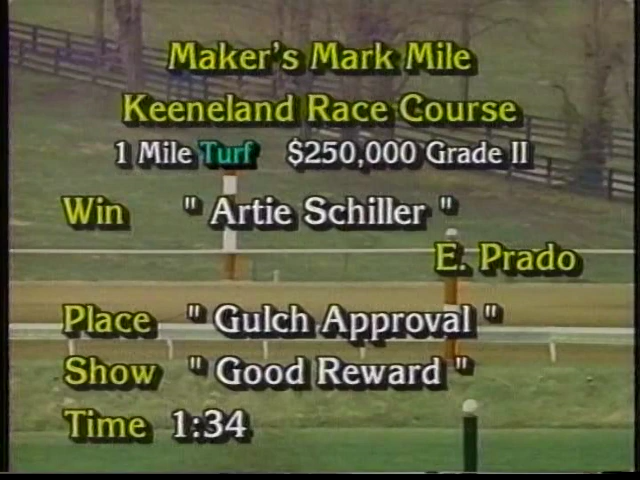 Maker's Mark Mile
Keeneland Race Course
1 Mile Turf $250,000 Grade II
Win " Artie Schiller "
E. Prado
Place " Gulch Approval "
Show " Good Reward "
Time 1:34